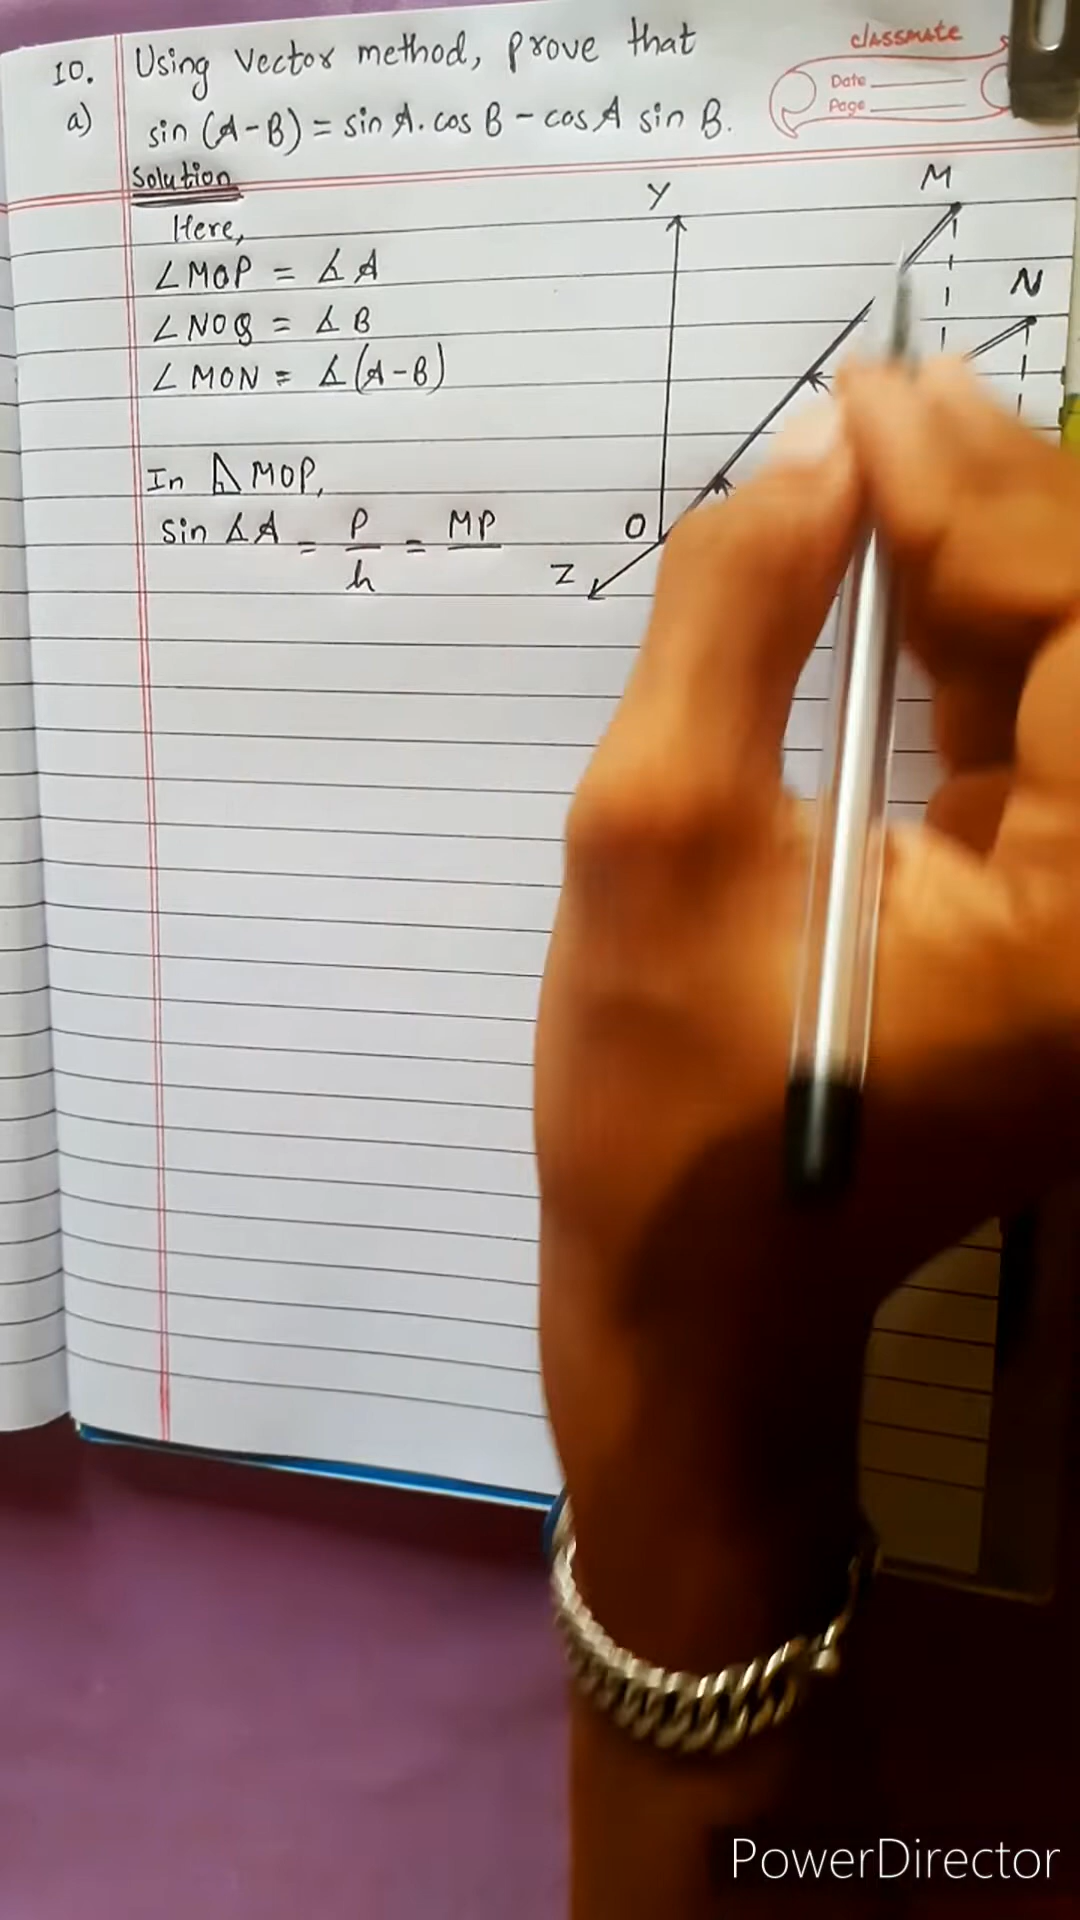 10. Using Vector method, prove that
a) sin (A-B) = sin A. cos B - cos A sin B.
classmate
Date
Page
Solution
Here,
∠MOP = ∡A
∠NOQ = ∡B
∠MON = ∡(A-B)
In ⊿MOP,
sin ∡A = P/h = MP
Y
M
N
O
Z
PowerDirector